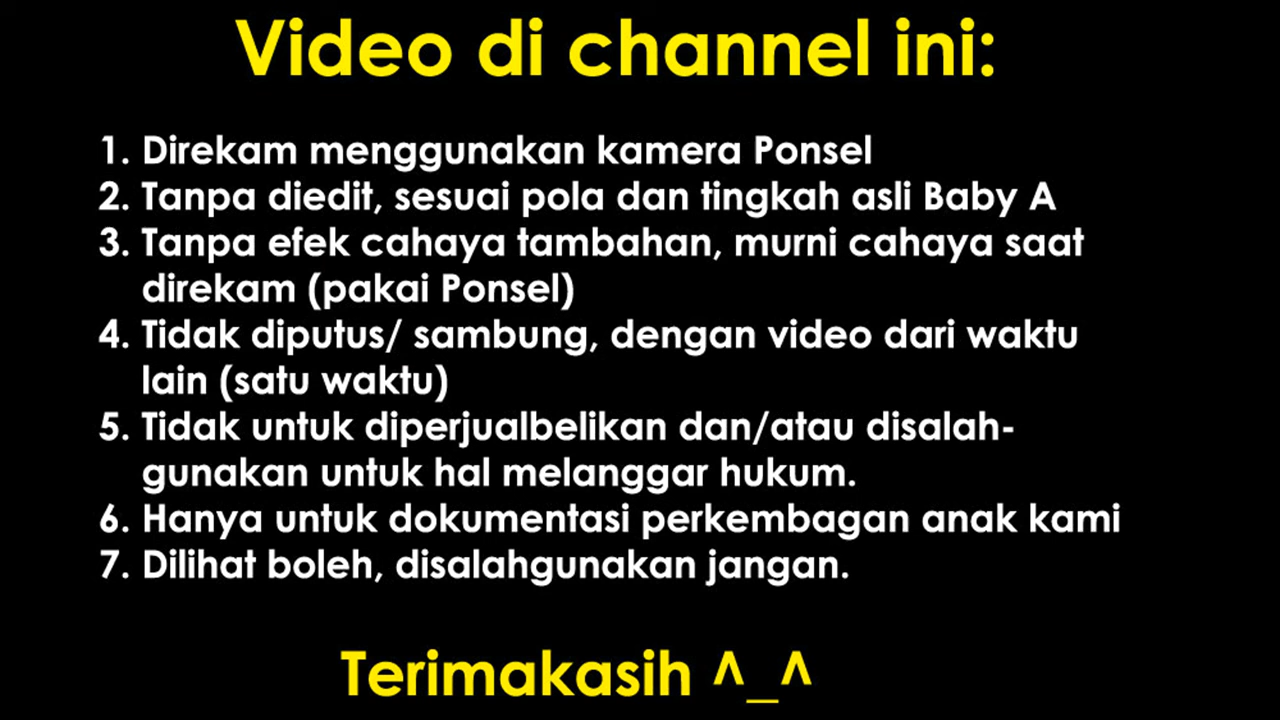 Video di channel ini:
1. Direkam menggunakan kamera Ponsel
2. Tanpa diedit, sesuai pola dan tingkah asli Baby A
3. Tanpa efek cahaya tambahan, murni cahaya saat
direkam (pakai Ponsel)
4. Tidak diputus/ sambung, dengan video dari waktu
lain (satu waktu)
5. Tidak untuk diperjualbelikan dan/atau disalah-
gunakan untuk hal melanggar hukum.
6. Hanya untuk dokumentasi perkembagan anak kami
7. Dilihat boleh, disalahgunakan jangan.
Terimakasih ^_^